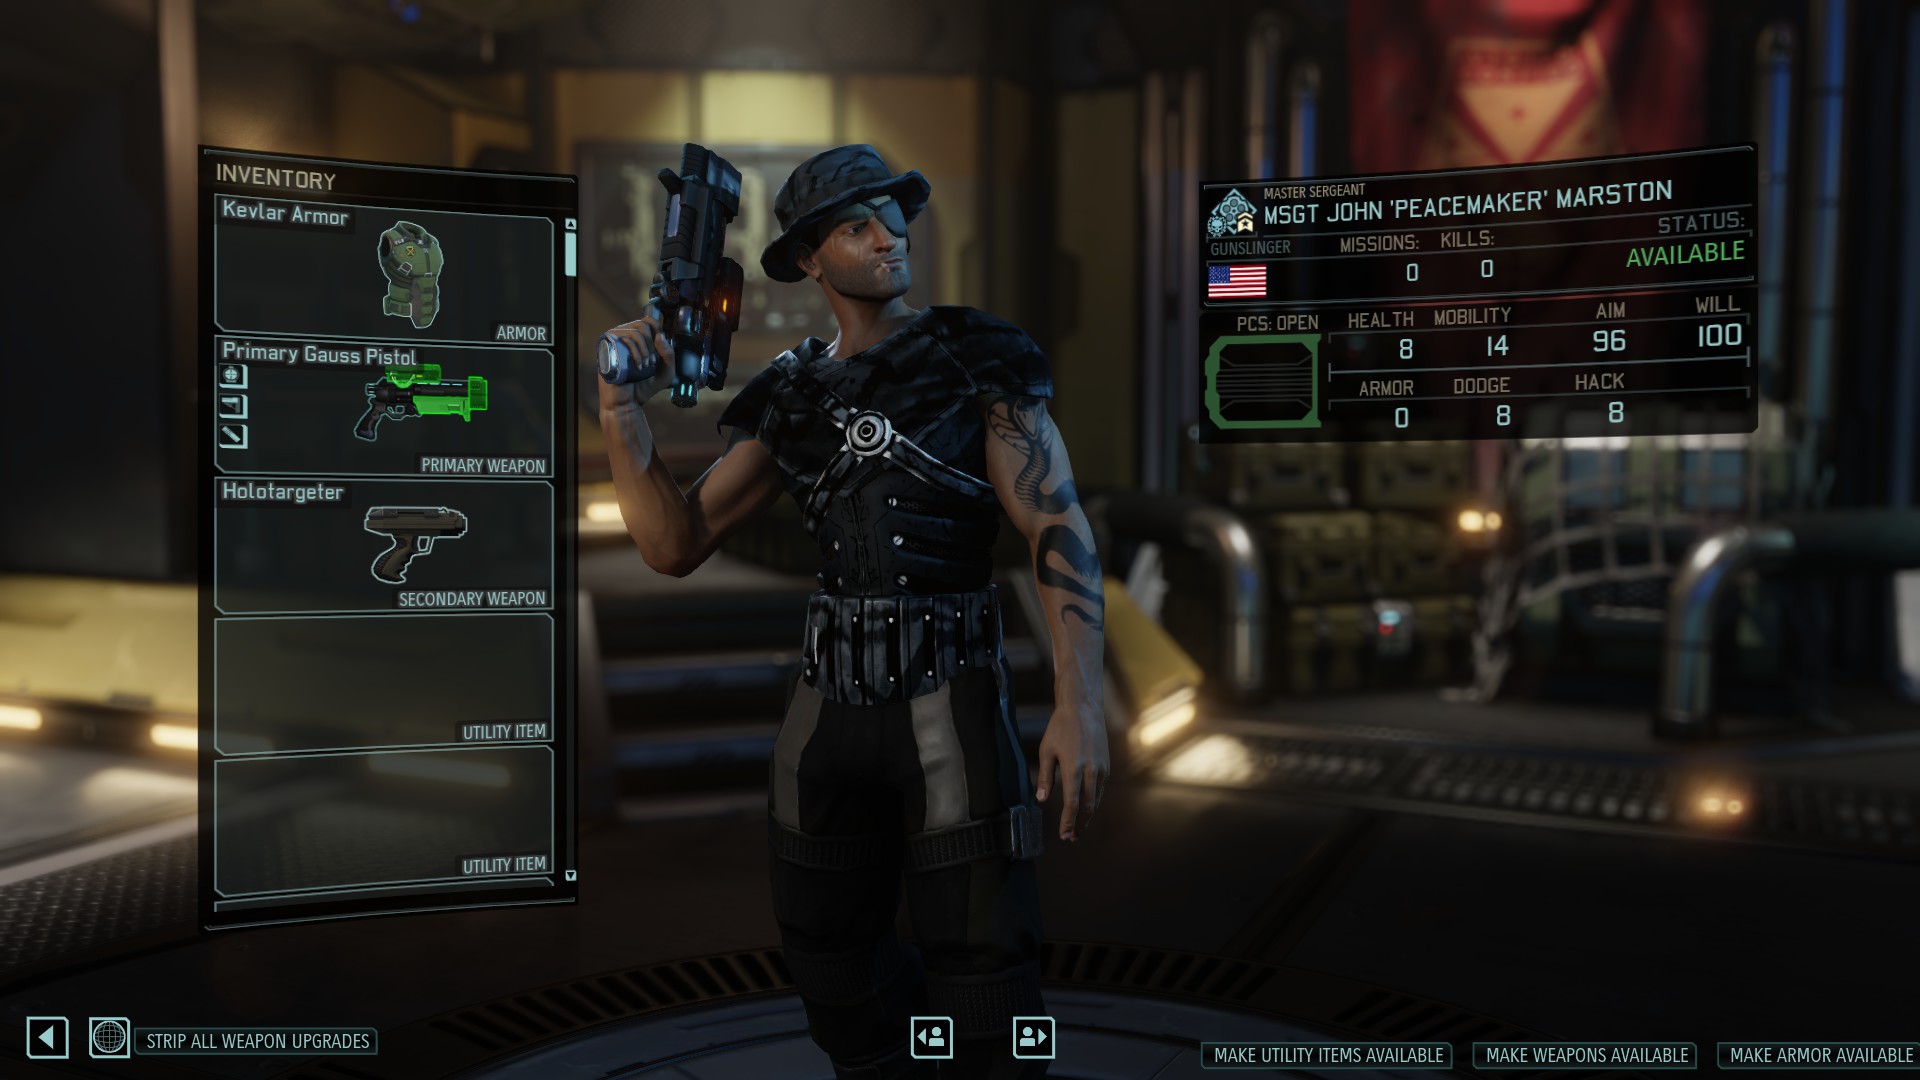 INVENTORY
Kevlar Armor
ARMOR
Primary Gauss Pistol
PRIMARY WEAPON
Holotargeter
SECONDARY WEAPON
UTILITY ITEM
UTILITY ITEM
MASTER SERGEANT
MSGT JOHN 'PEACEMAKER' MARSTON
GUNSLINGER
MISSIONS: KILLS: STATUS:
0 0 AVAILABLE
PCS: OPEN HEALTH MOBILITY AIM WILL
8 14 96 100
ARMOR DODGE HACK
0 8 8
STRIP ALL WEAPON UPGRADES
MAKE UTILITY ITEMS AVAILABLE
MAKE WEAPONS AVAILABLE
MAKE ARMOR AVAILABLE